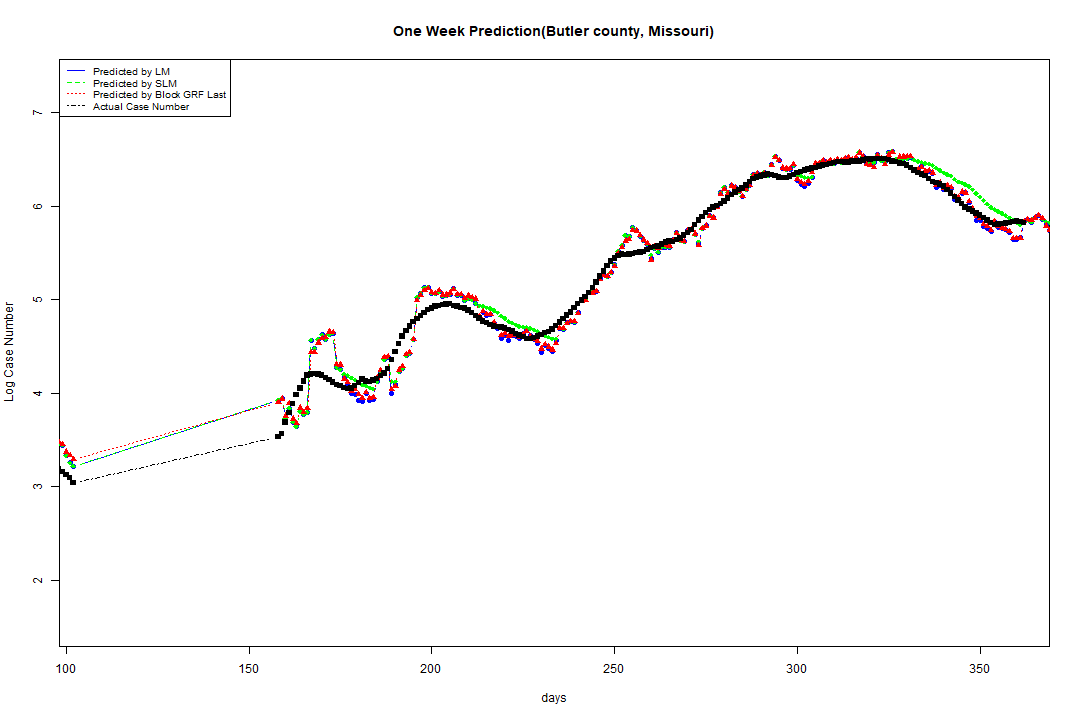 One Week Prediction(Butler county, Missouri)
Predicted by LM
Predicted by SLM
Predicted by Block GRF Last
Actual Case Number
7
6
5
4
3
2
Log Case Number
100 150 200 250 300 350
days